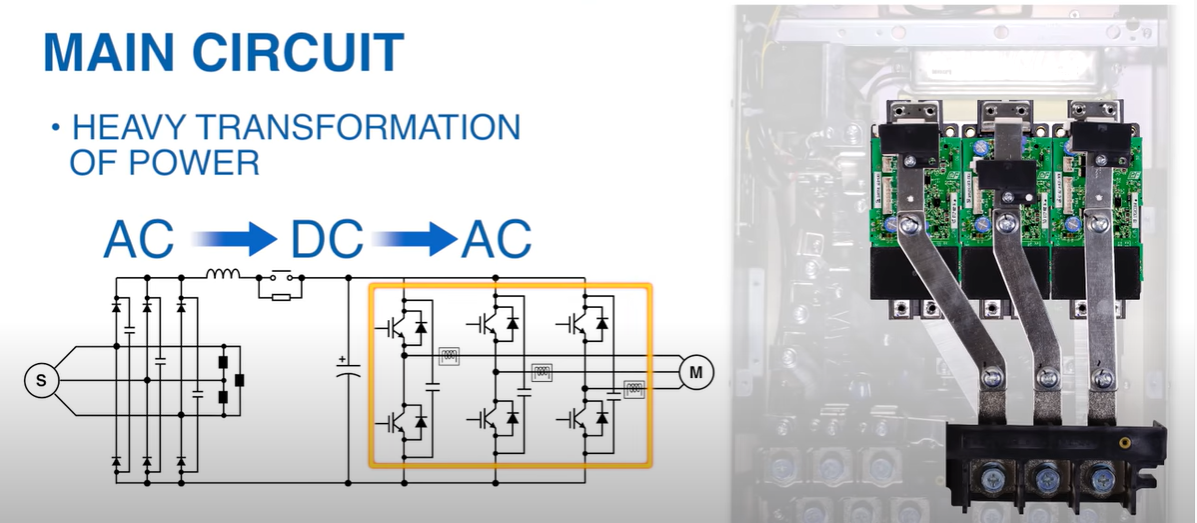 MAIN CIRCUIT
• HEAVY TRANSFORMATION
OF POWER
AC DC AC
+
S
M